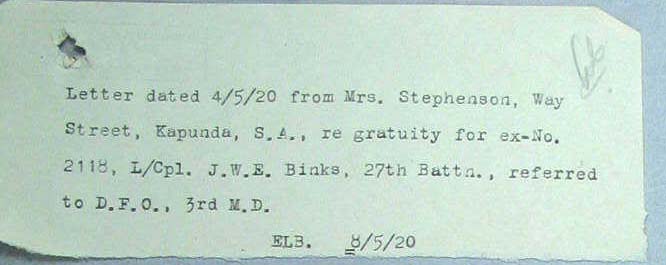 Letter dated 4/5/20 from Mrs. Stephenson, Way
Street, Kapunda, S.A., re gratuity for ex-No.
2118, L/Cpl. J.W.E. Binks, 27th Battn., referred
to D.F.O., 3rd M.D.
ELB. 8/5/20